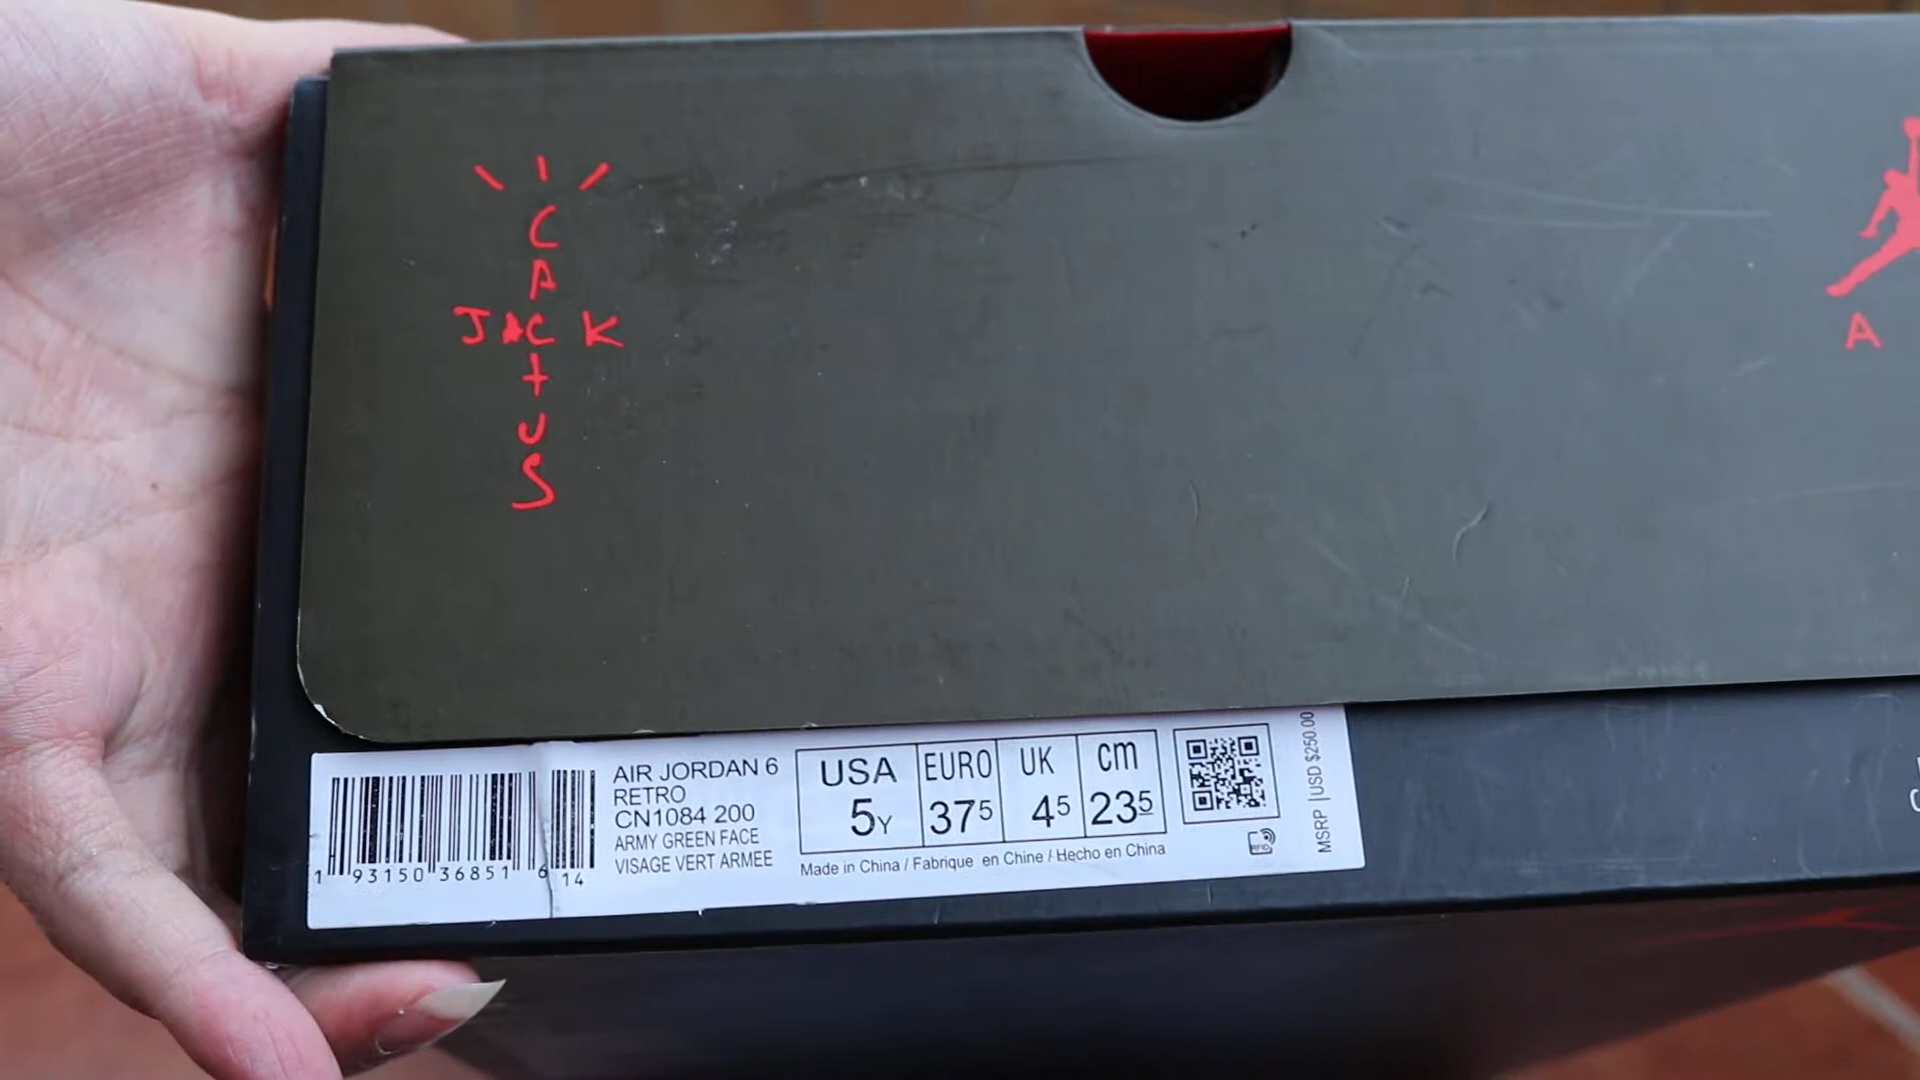 C
A
JACK
T
U
S
A
AIR JORDAN 6
RETRO
CN1084 200
ARMY GREEN FACE
VISAGE VERT ARMEE
USA EURO UK cm
5Y 37 5 4 5 23 5
Made in China / Fabrique en Chine / Hecho en China
1 93150 36851 6 14
RFID
MSRP |USD $250.00